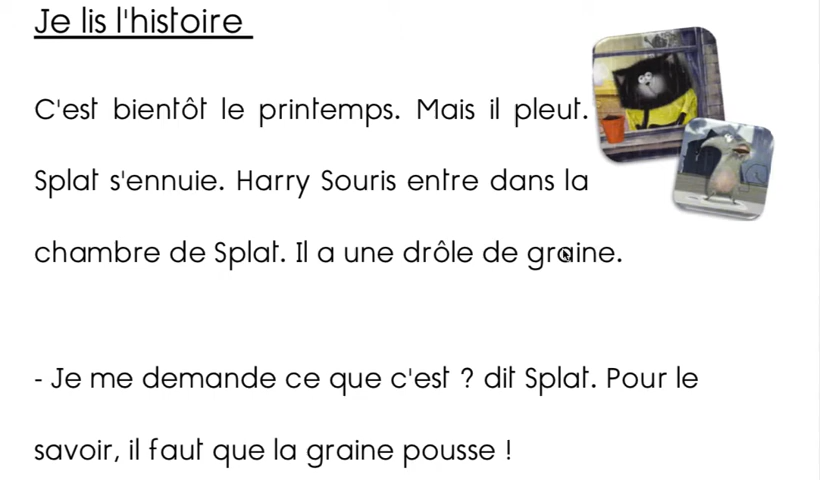 Je lis l'histoire
C'est bientôt le printemps. Mais il pleut.
Splat s'ennuie. Harry Souris entre dans la
chambre de Splat. Il a une drôle de graine.
- Je me demande ce que c'est ? dit Splat. Pour le
savoir, il faut que la graine pousse !